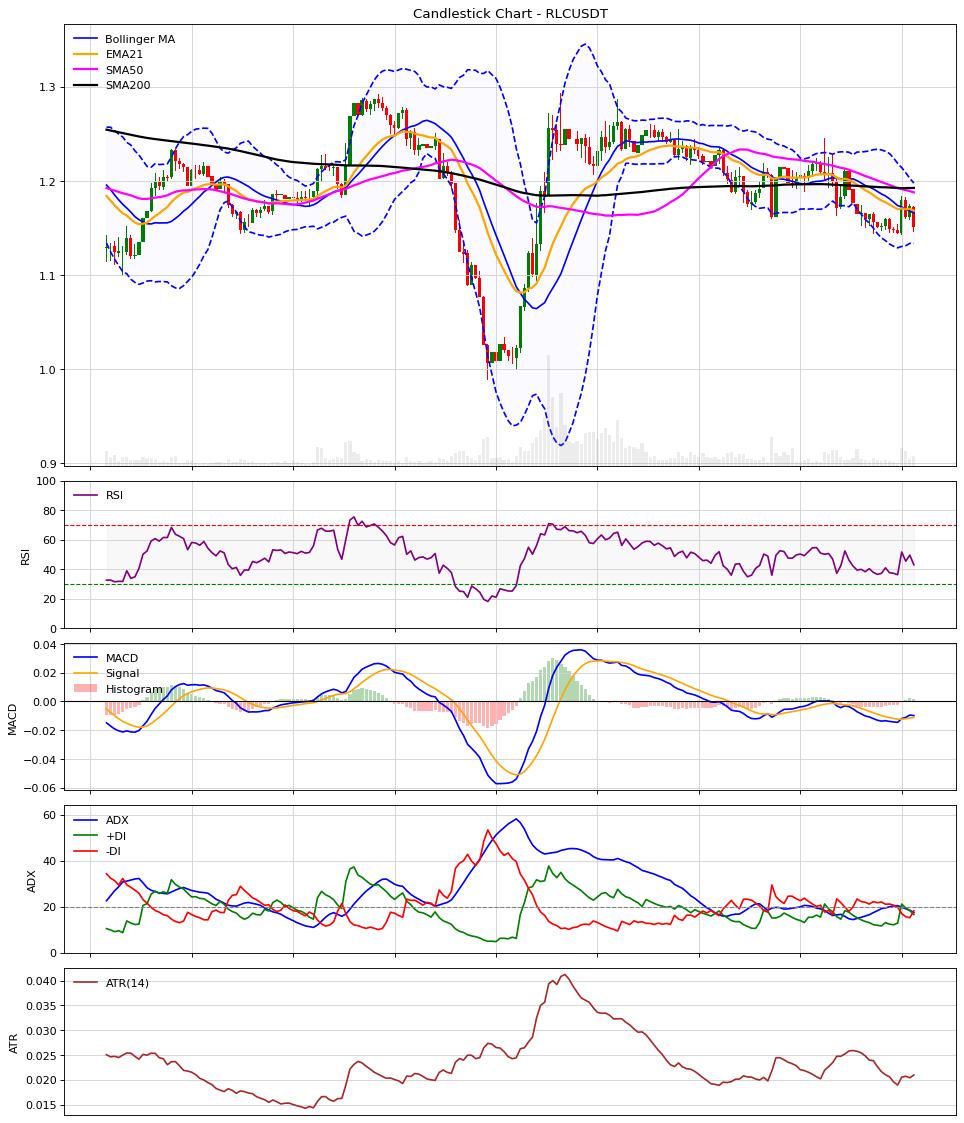 Candlestick Chart - RLCUSDT
Bollinger MA
EMA21
SMA50
SMA200
1.3
1.2
1.1
1.0
0.9
100
80
60
40
20
0
RSI
RSI
0.04
0.02
0.00
−0.02
−0.04
−0.06
MACD
MACD
Signal
Histogram
60
40
20
0
ADX
ADX
+DI
-DI
0.040
0.035
0.030
0.025
0.020
0.015
ATR
ATR(14)